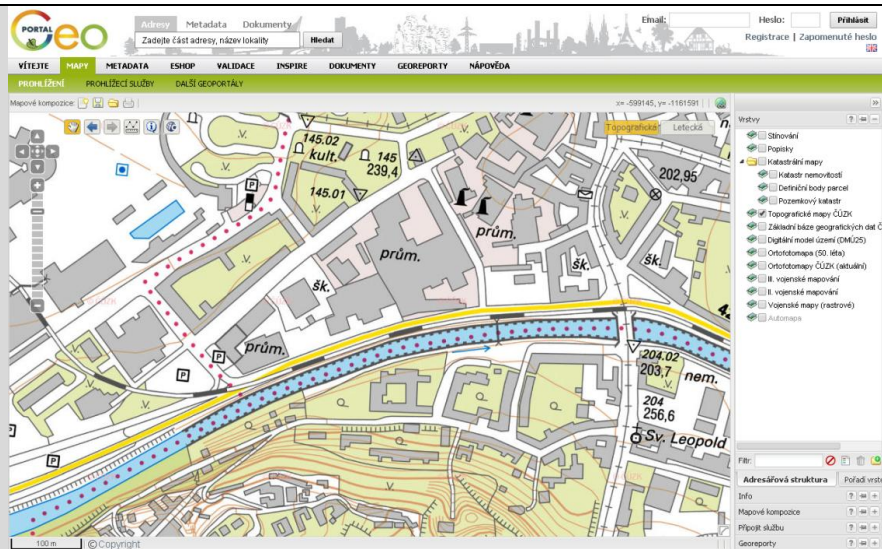 PORTAL
Geo
Adresy Metadata Dokumenty
Zadejte část adresy, název lokality
Hledat
Email: Heslo: Přihlásit
Registrace | Zapomenuté heslo
VÍTEJTE MAPY METADATA ESHOP VALIDACE INSPIRE DOKUMENTY GEOREPORTY NÁPOVĚDA
PROHLÍŽENÍ PROHLÍŽECÍ SLUŽBY DALŠÍ GEOPORTÁLY
Mapové kompozice:
x= -599145, y= -1161591
Topografická Letecká
145.02
kult.
145
239,4
145.01
202,95
prům.
prům.
šk.
šk.
šk.
prům.
204.02
203,7
nem.
204
256,6
Sv. Leopold
P
P
P
P
P
100 m
© Copyright
Vrstvy
Stínování
Popisky
Katastrální mapy
Katastr nemovitostí
Definiční body parcel
Pozemkový katastr
Topografické mapy ČÚZK
Základní báze geografických dat Č
Digitální model území (DMÚ25)
Ortofotomapa (50. léta)
Ortofotomapy ČÚZK (aktuální)
III. vojenské mapování
II. vojenské mapování
Vojenské mapy (rastrové)
Automapa
Filtr:
Adresářová struktura Pořadí vrste
Info
Mapové kompozice
Připojit službu
Georeporty